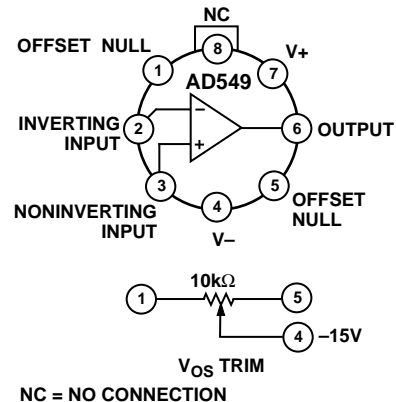 NC
OFFSET NULL
8
V+
1
7
AD549
INVERTING
INPUT
2
−
6
OUTPUT
+
3
5
NONINVERTING
INPUT
4
OFFSET
NULL
V–
10kΩ
1
5
4
–15V
VOS TRIM
NC = NO CONNECTION